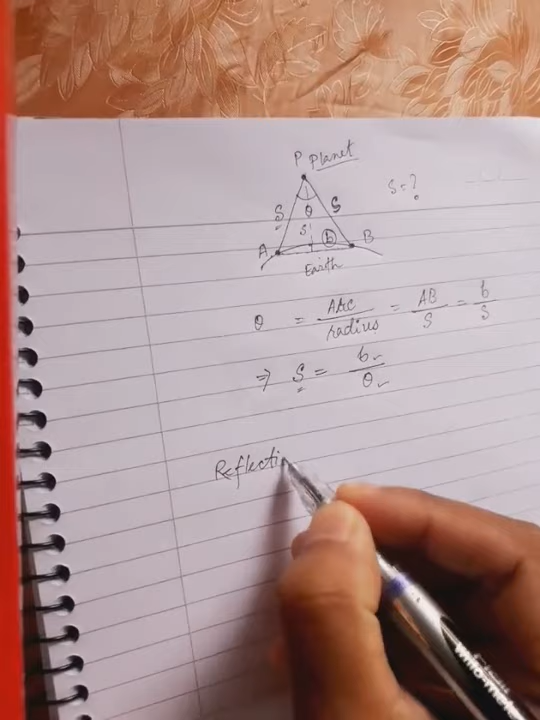 P Planet
S = ?
S θ S
S
A b B
Earth
θ = Arc / radius = AB / S = b / S
⇒ S = b / θ
Reflecti